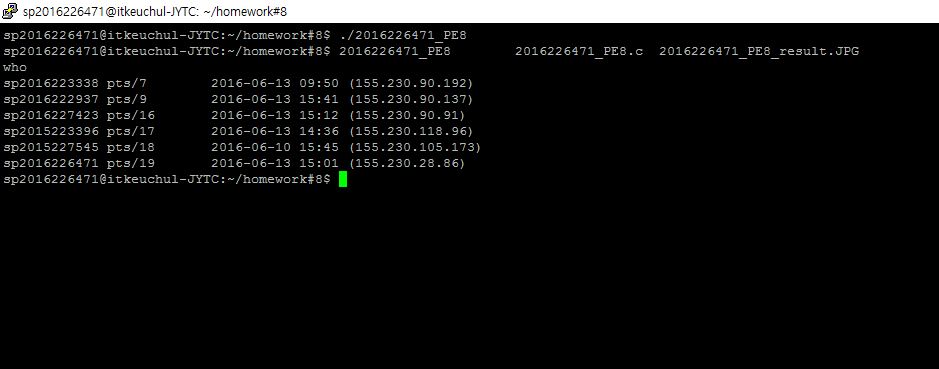 sp2016226471@itkeuchul-JYTC: ~/homework#8
sp2016226471@itkeuchul-JYTC:~/homework#8$ ./2016226471_PE8
sp2016226471@itkeuchul-JYTC:~/homework#8$ 2016226471_PE8        2016226471_PE8.c  2016226471_PE8_result.JPG
who
sp2016223338 pts/7        2016-06-13 09:50 (155.230.90.192)
sp2016222937 pts/9        2016-06-13 15:41 (155.230.90.137)
sp2016227423 pts/16       2016-06-13 15:12 (155.230.90.91)
sp2015223396 pts/17       2016-06-13 14:36 (155.230.118.96)
sp2015227545 pts/18       2016-06-10 15:45 (155.230.105.173)
sp2016226471 pts/19       2016-06-13 15:01 (155.230.28.86)
sp2016226471@itkeuchul-JYTC:~/homework#8$